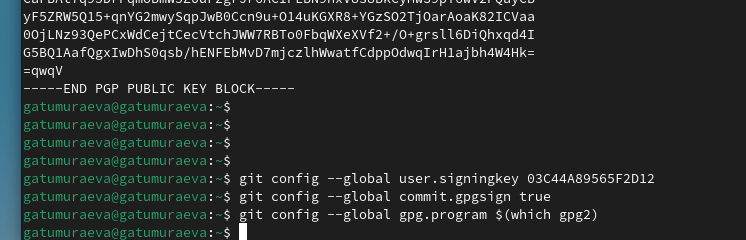 yF5ZRW5Q15+qnYG2mwySqpJwB0Ccn9u+O14uKGXR8+YGzSO2TjOarAoaK82ICVaa
0OjLNz93QePCxWdCejtCecVtchJWW7RBTo0FbqWXeXVf2+/O+grsll6DiQhxqd4I
G5BQ1AafQgxIwDhS0qsb/hENFEbMvD7mjczlhWwatfCdppOdwqIrH1ajbh4W4Hk=
=qwqV
-----END PGP PUBLIC KEY BLOCK-----
gatumuraeva@gatumuraeva:~$
gatumuraeva@gatumuraeva:~$
gatumuraeva@gatumuraeva:~$
gatumuraeva@gatumuraeva:~$
gatumuraeva@gatumuraeva:~$ git config --global user.signingkey 03C44A89565F2D12
gatumuraeva@gatumuraeva:~$ git config --global commit.gpgsign true
gatumuraeva@gatumuraeva:~$ git config --global gpg.program $(which gpg2)
gatumuraeva@gatumuraeva:~$